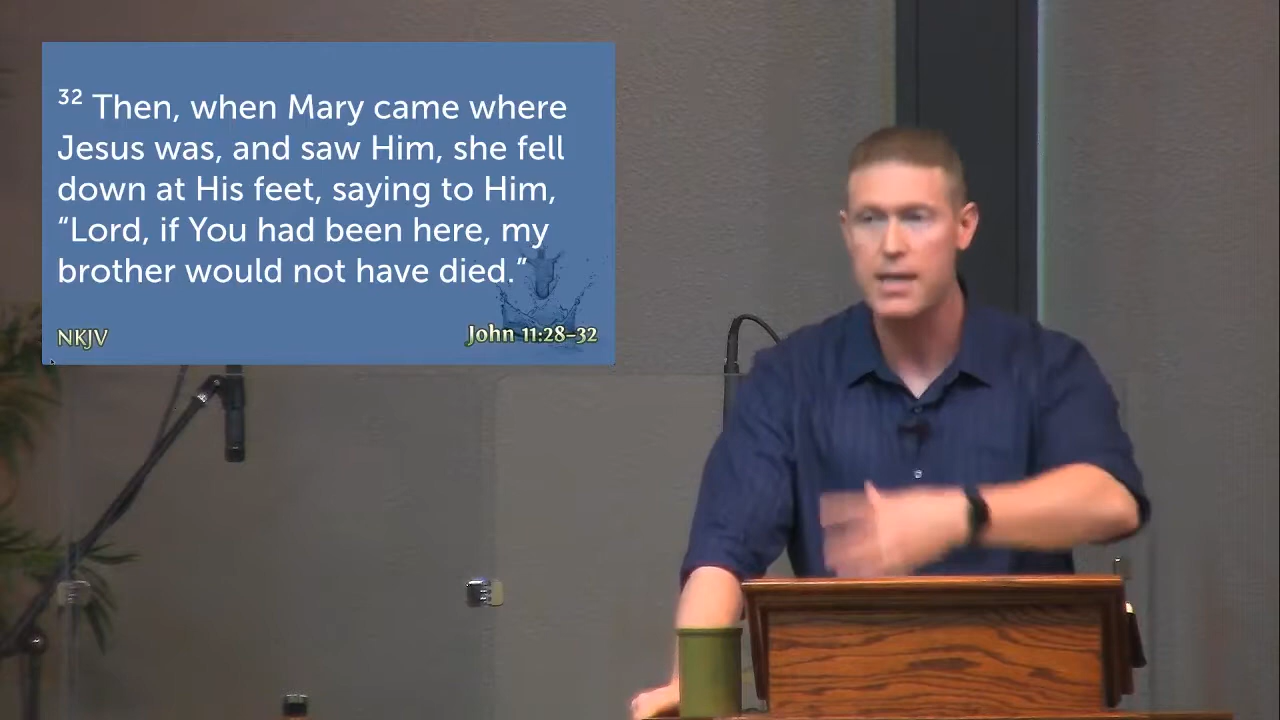 32 Then, when Mary came where
Jesus was, and saw Him, she fell
down at His feet, saying to Him,
“Lord, if You had been here, my
brother would not have died.”
NKJV
John 11:28–32